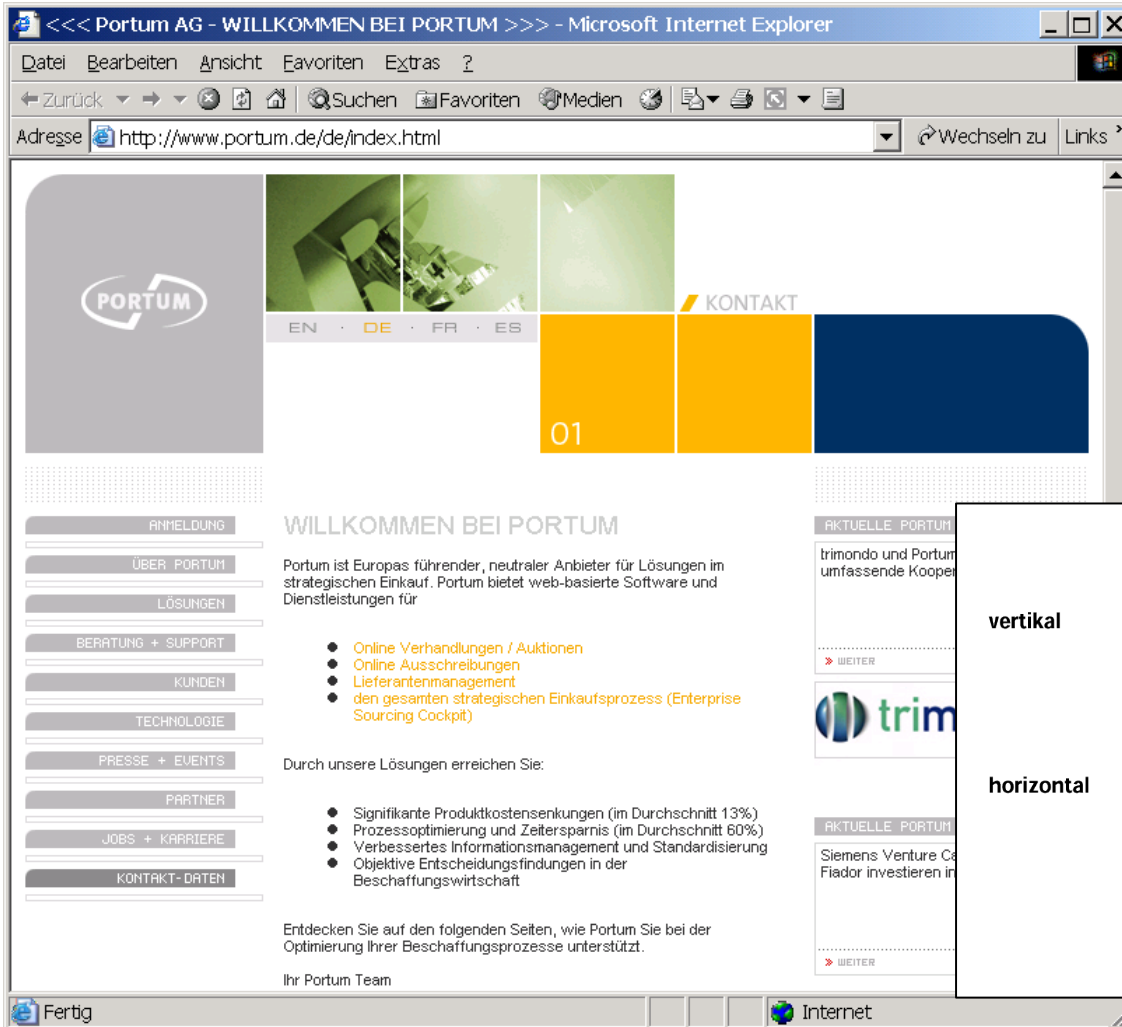 <<< Portum AG - WILLKOMMEN BEI PORTUM >>> - Microsoft Internet Explorer
Datei Bearbeiten Ansicht Favoriten Extras ?
Zurück Suchen Favoriten Medien
Adresse http://www.portum.de/de/index.html Wechseln zu Links
PORTUM
KONTAKT
EN · DE · FR · ES
01
ANMELDUNG
ÜBER PORTUM
LÖSUNGEN
BERATUNG + SUPPORT
KUNDEN
TECHNOLOGIE
PRESSE + EVENTS
PARTNER
JOBS + KARRIERE
KONTAKT-DATEN
WILLKOMMEN BEI PORTUM
Portum ist Europas führender, neutraler Anbieter für Lösungen im
strategischen Einkauf. Portum bietet web-basierte Software und
Dienstleistungen für
● Online Verhandlungen / Auktionen
● Online Ausschreibungen
● Lieferantenmanagement
● den gesamten strategischen Einkaufsprozess (Enterprise
Sourcing Cockpit)
Durch unsere Lösungen erreichen Sie:
● Signifikante Produktkostensenkungen (im Durchschnitt 13%)
● Prozessoptimierung und Zeitersparnis (im Durchschnitt 60%)
● Verbessertes Informationsmanagement und Standardisierung
● Objektive Entscheidungsfindungen in der
Beschaffungswirtschaft
Entdecken Sie auf den folgenden Seiten, wie Portum Sie bei der
Optimierung Ihrer Beschaffungsprozesse unterstützt.
Ihr Portum Team
AKTUELLE PORTUM
trimondo und Portum
umfassende Kooper
» WEITER
trim
AKTUELLE PORTUM
Siemens Venture Ca
Fiador investieren in
» WEITER
vertikal
horizontal
Fertig
Internet